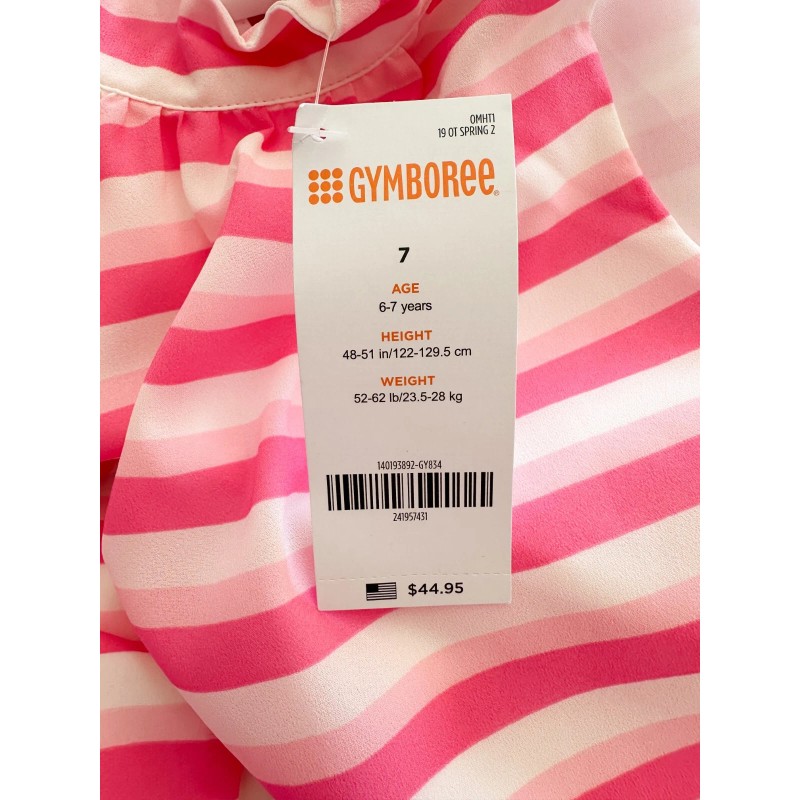 OMHT1
19 OT SPRING 2
GYMBOREE
7
AGE
6-7 years
HEIGHT
48-51 in/122-129.5 cm
WEIGHT
52-62 lb/23.5-28 kg
140193892-GY834
241957431
$44.95